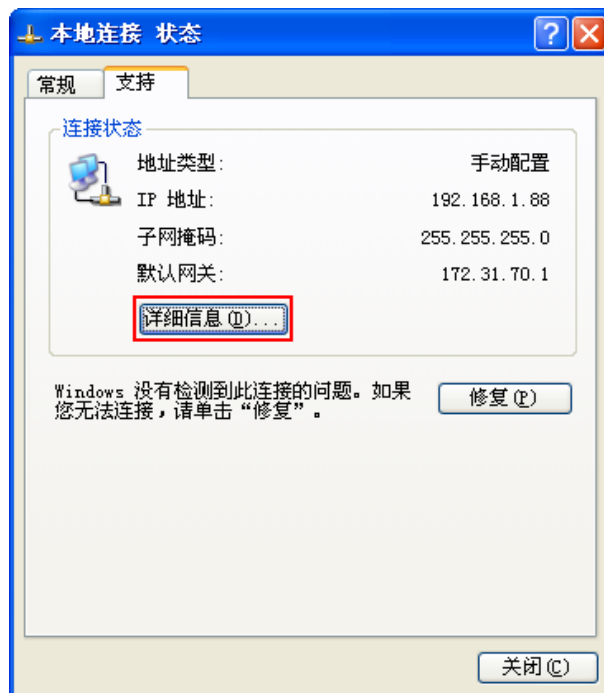 本地连接 状态
常规
支持
连接状态
地址类型: 手动配置
IP 地址: 192.168.1.88
子网掩码: 255.255.255.0
默认网关: 172.31.70.1
详细信息(D)...
Windows 没有检测到此连接的问题。如果
您无法连接,请单击“修复”。
修复(P)
关闭(C)